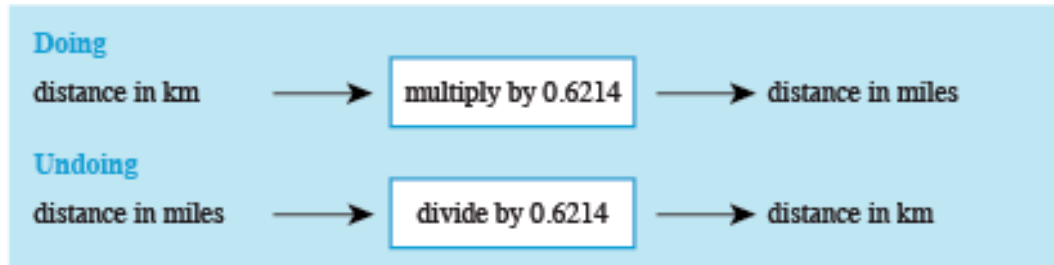 Doing
distance in km multiply by 0.6214 distance in miles
Undoing
distance in miles divide by 0.6214 distance in km